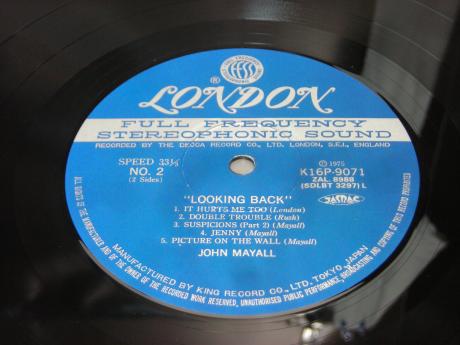 LONDON
®
FULL FREQUENCY
STEREOPHONIC SOUND
RECORDED BY THE DECCA RECORD CO., LTD. LONDON, S.E.I., ENGLAND
SPEED 33⅓
NO. 2
(2 Sides)
Ⓟ 1975
K16P-9071
ZAL. 8988
(SDLBT 3297) L
JASRAC
"LOOKING BACK"
1. IT HURTS ME TOO (London)
2. DOUBLE TROUBLE (Rush)
3. SUSPICIONS (Part 2) (Mayall)
4. JENNY (Mayall)
5. PICTURE ON THE WALL (Mayall)
JOHN MAYALL
MANUFACTURED BY KING RECORD CO., LTD. TOKYO, JAPAN
ALL RIGHTS OF THE MANUFACTURER AND OF THE OWNER OF THE RECORDED WORK RESERVED, UNAUTHORISED PUBLIC PERFORMANCE, BROADCASTING AND COPYING OF THIS RECORD PROHIBITED